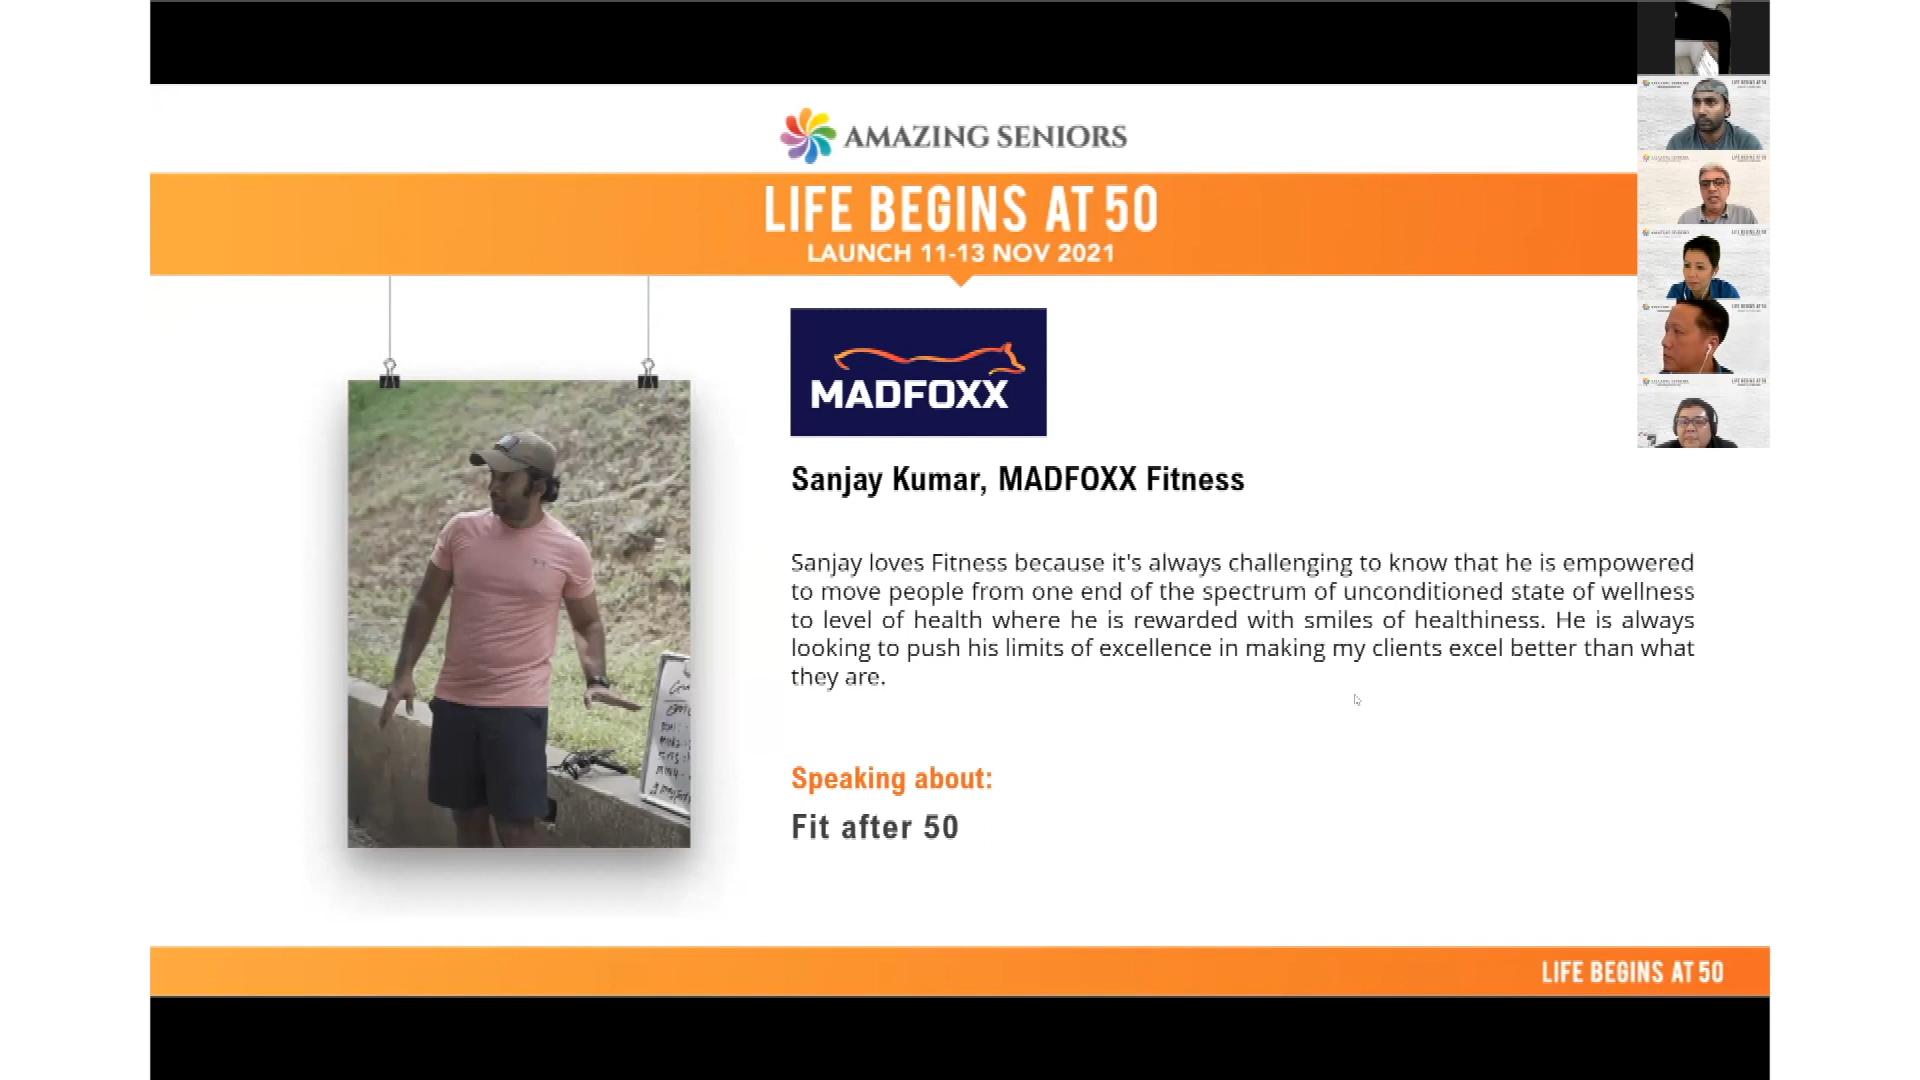 AMAZING SENIORS
LIFE BEGINS AT 50
LAUNCH 11-13 NOV 2021
MADFOXX
Sanjay Kumar, MADFOXX Fitness
Sanjay loves Fitness because it's always challenging to know that he is empowered
to move people from one end of the spectrum of unconditioned state of wellness
to level of health where he is rewarded with smiles of healthiness. He is always
looking to push his limits of excellence in making my clients excel better than what
they are.
Speaking about:
Fit after 50
LIFE BEGINS AT 50